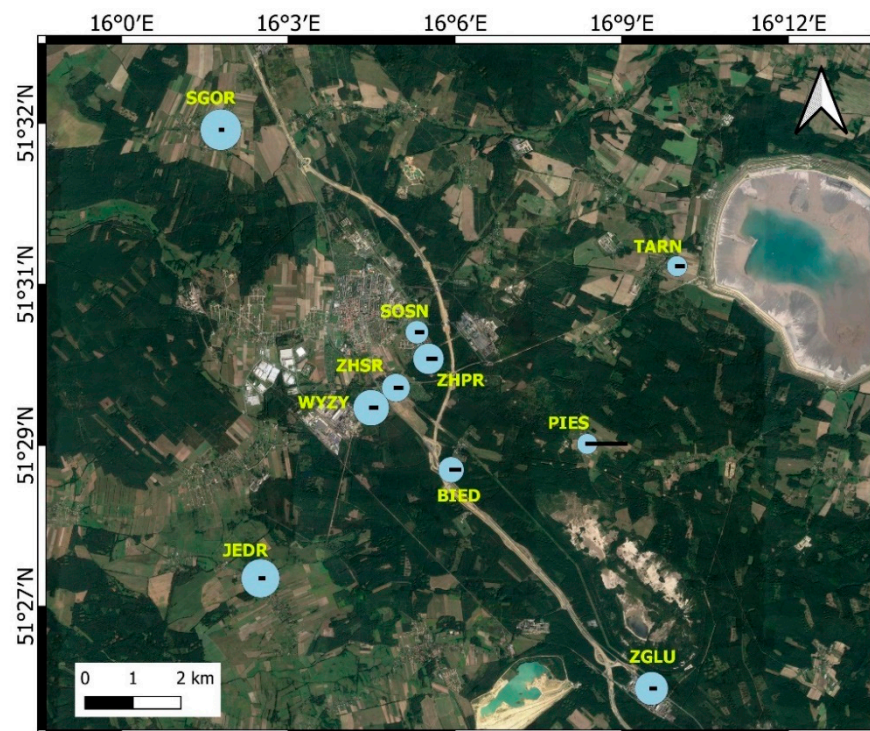 16°0′E 16°3′E 16°6′E 16°9′E 16°12′E
51°32′N
51°31′N
51°29′N
51°27′N
SGOR
TARN
SOSN
ZHSR
ZHPR
WYZY
PIES
BIED
JEDR
ZGLU
0 1 2 km